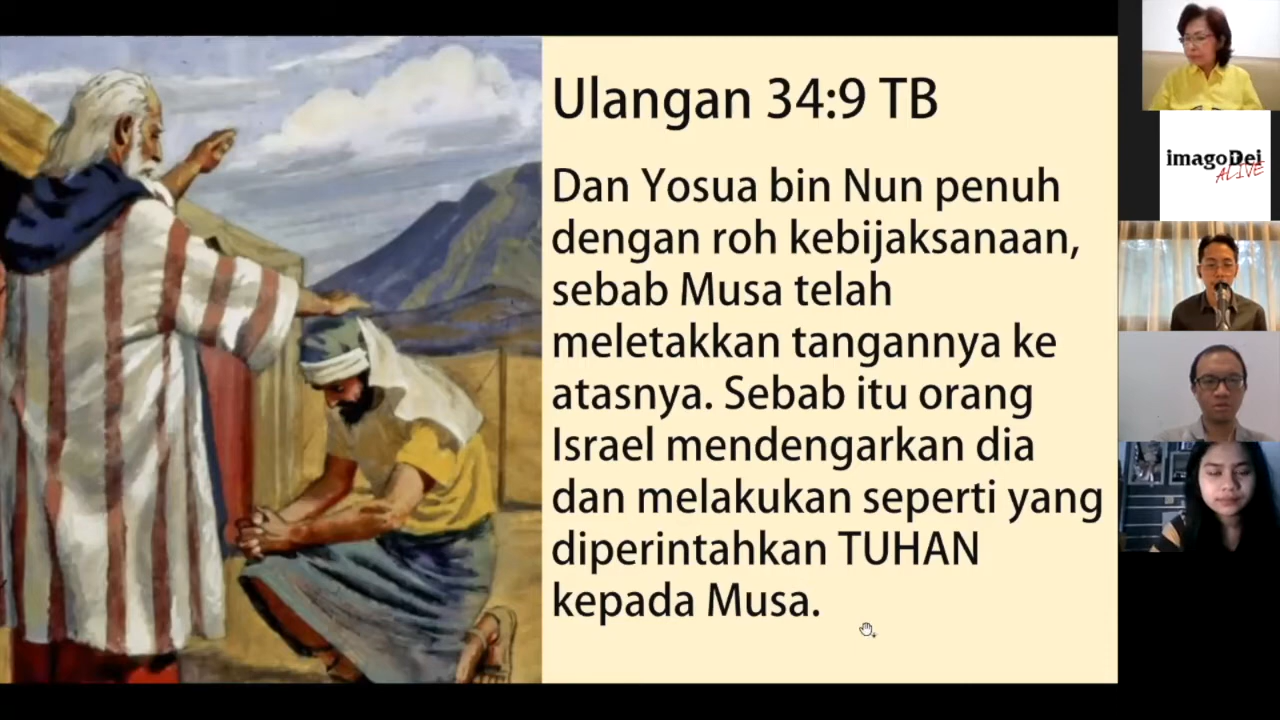 Ulangan 34:9 TB
Dan Yosua bin Nun penuh
dengan roh kebijaksanaan,
sebab Musa telah
meletakkan tangannya ke
atasnya. Sebab itu orang
Israel mendengarkan dia
dan melakukan seperti yang
diperintahkan TUHAN
kepada Musa.
imagoDei
ALIVE